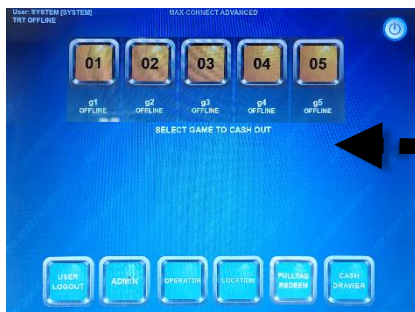 User: SYSTEM [SYSTEM]
MAX-CONNECT ADVANCED
TRT OFFLINE
01 02 03 04 05
g1 g2 g3 g4 g5
OFFLINE OFFLINE OFFLINE OFFLINE OFFLINE
SELECT GAME TO CASH OUT
USER LOGOUT
ADMIN
OPERATOR
LOCATION
PULLTAB REDEEM
CASH DRAWER